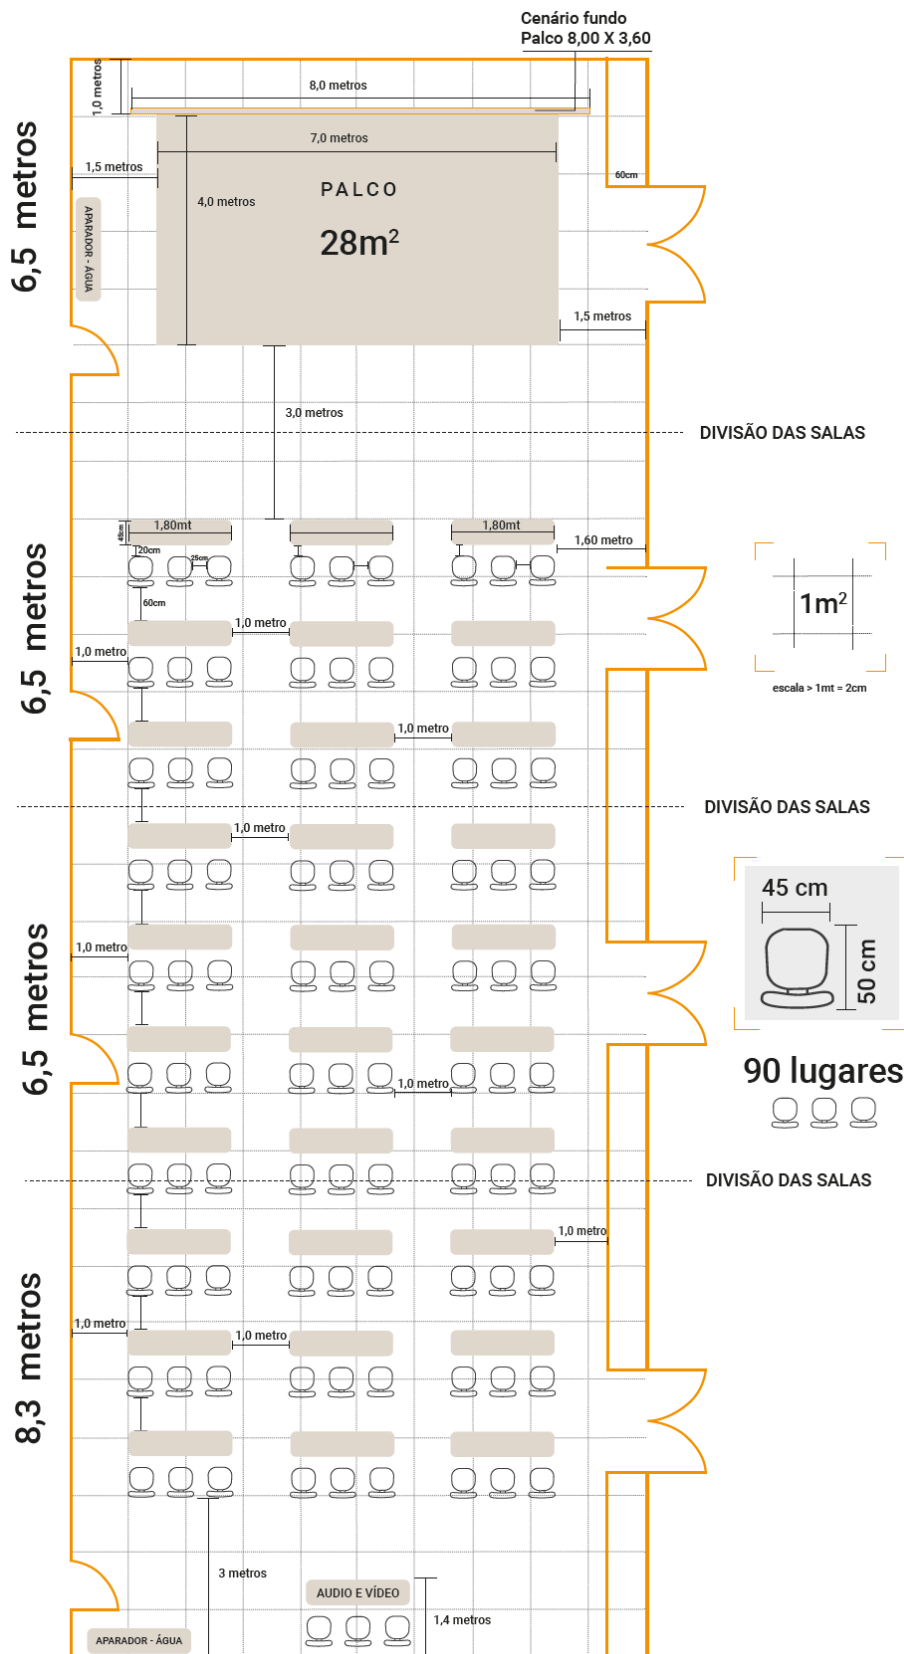 Cenário fundo
Palco 8,00 X 3,60
1,0 metros
8,0 metros
7,0 metros
6,5 metros
1,5 metros
60cm
PALCO
4,0 metros
28m²
APARADOR - ÁGUA
1,5 metros
3,0 metros
DIVISÃO DAS SALAS
45cm
1,80mt
1,80mt
20cm
25cm
1,60 metro
6,5 metros
60cm
1,0 metro
1m²
1,0 metro
escala > 1mt = 2cm
1,0 metro
DIVISÃO DAS SALAS
1,0 metro
45 cm
50 cm
6,5 metros
1,0 metro
90 lugares
1,0 metro
DIVISÃO DAS SALAS
1,0 metro
8,3 metros
1,0 metro
1,0 metro
3 metros
AUDIO E VÍDEO
1,4 metros
APARADOR - ÁGUA